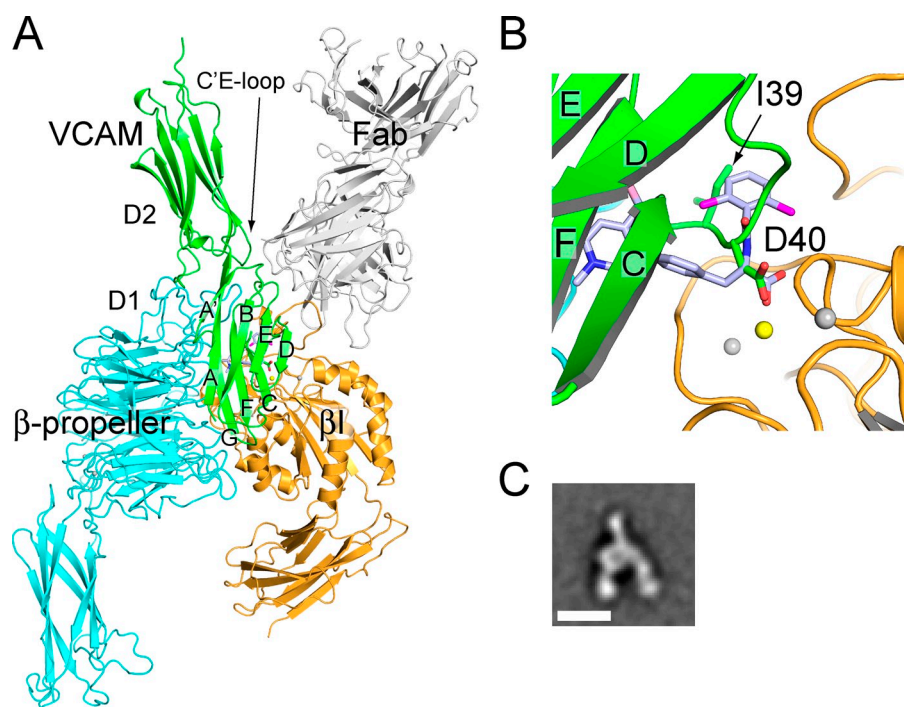 A
B
C'E-loop
VCAM
Fab
D2
D1
A'
B
E
D
A
F
C
G
β-propeller
βI
I39
E
D
F
C
D40
C